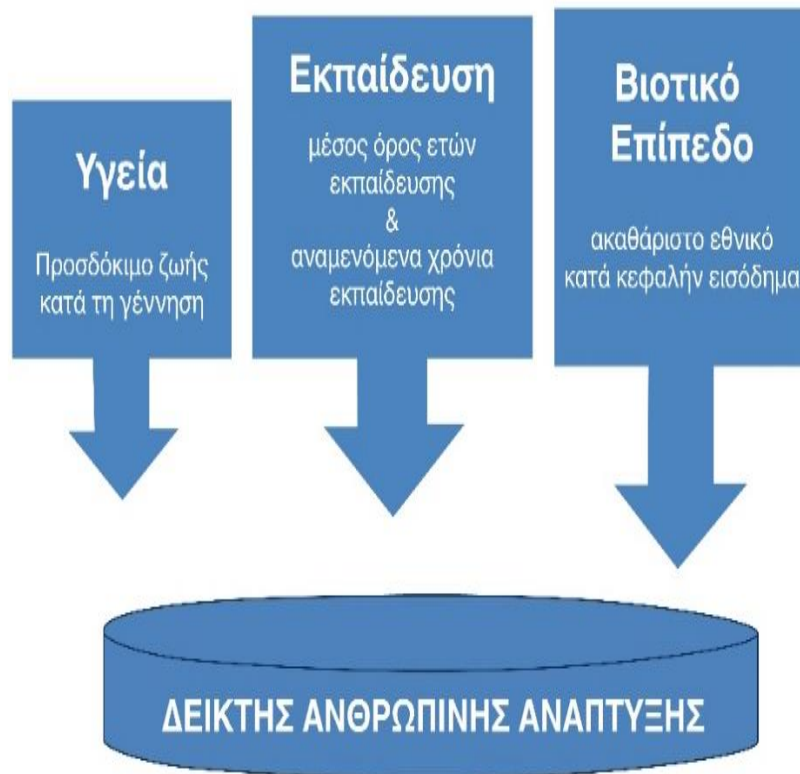 Υγεία
Προσδόκιμο ζωής
κατά τη γέννηση
Εκπαίδευση
μέσος όρος ετών
εκπαίδευσης
&
αναμενόμενα χρόνια
εκπαίδευσης
Βιοτικό
Επίπεδο
ακαθάριστο εθνικό
κατά κεφαλήν εισόδημα
ΔΕΙΚΤΗΣ ΑΝΘΡΩΠΙΝΗΣ ΑΝΑΠΤΥΞΗΣ